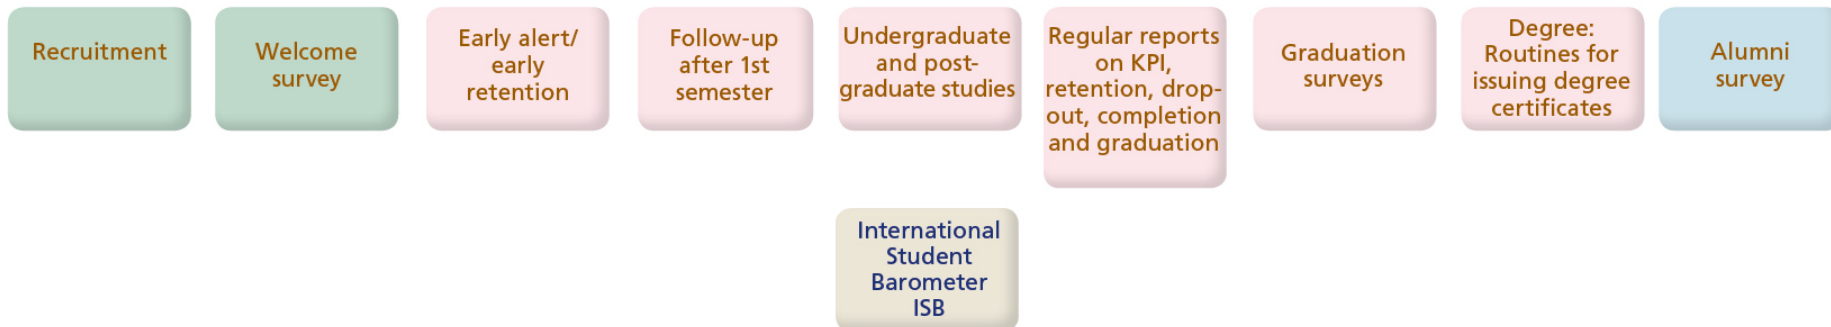 Recruitment
Welcome
survey
Early alert/
early
retention
Follow-up
after 1st
semester
Undergraduate
and post-
graduate studies
Regular reports
on KPI,
retention, drop-
out, completion
and graduation
Graduation
surveys
Degree:
Routines for
issuing degree
certificates
Alumni
survey
International
Student
Barometer
ISB